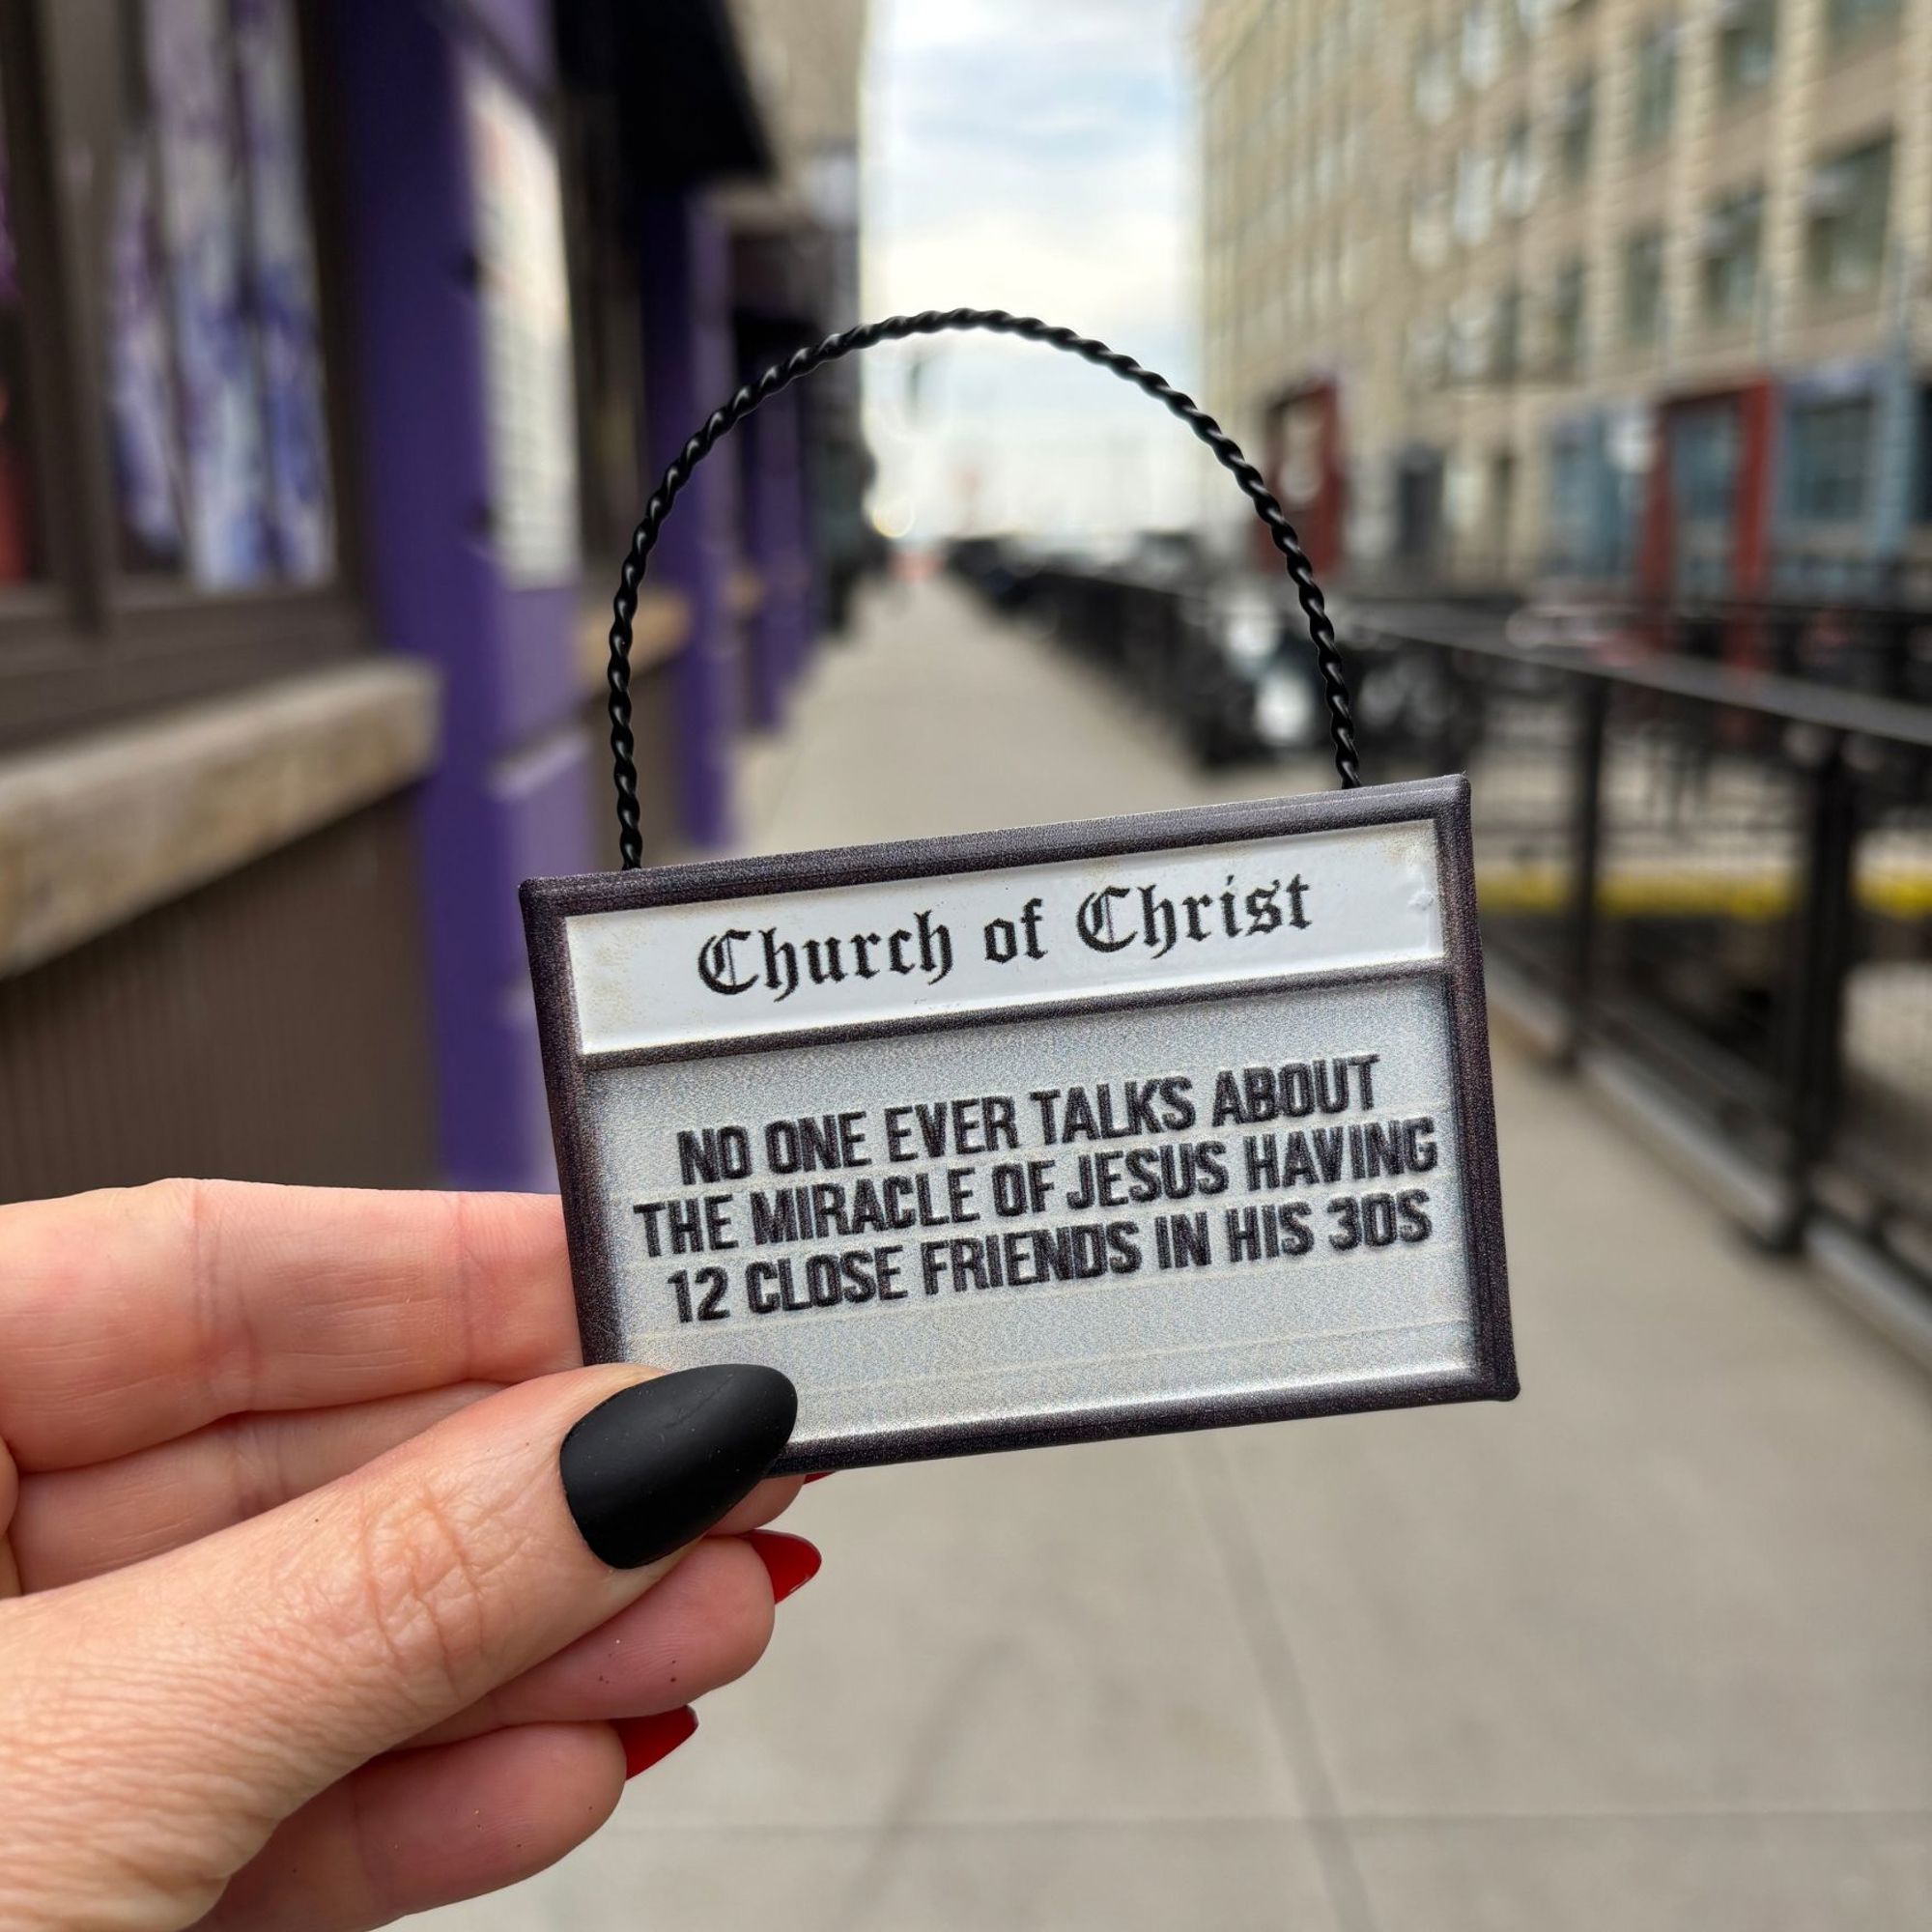 Church of Christ
NO ONE EVER TALKS ABOUT
THE MIRACLE OF JESUS HAVING
12 CLOSE FRIENDS IN HIS 30S